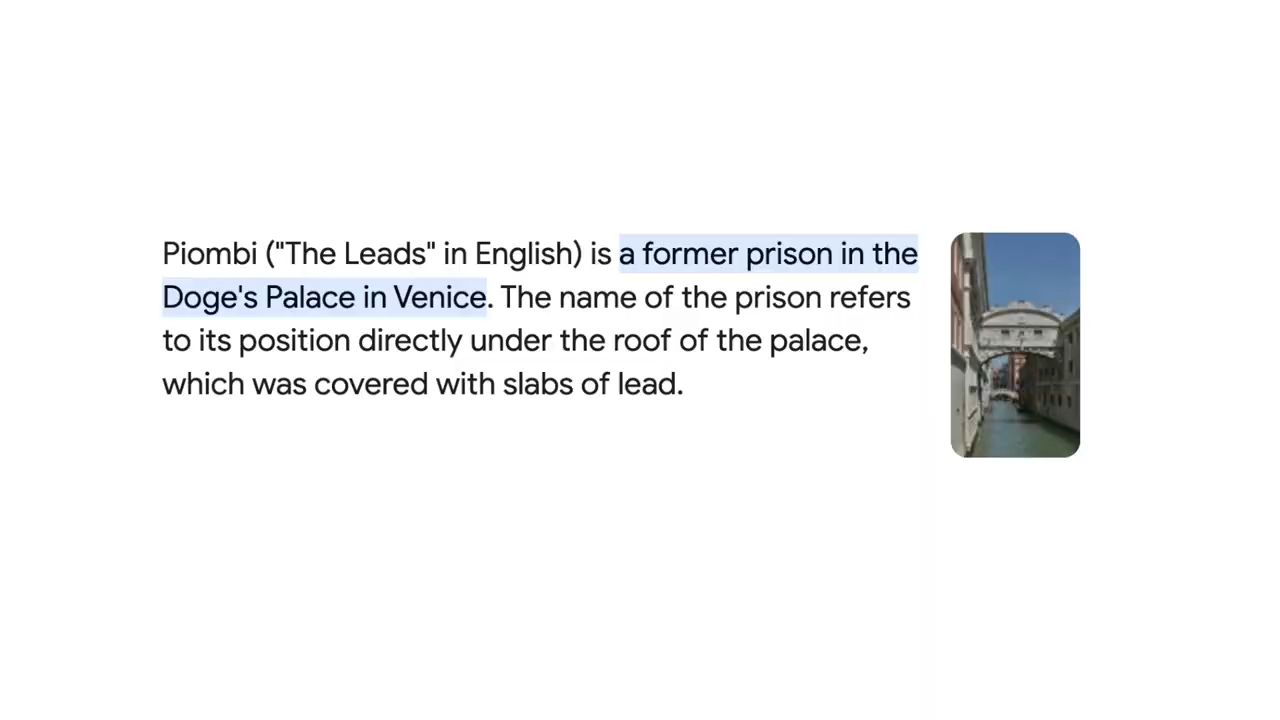 Piombi ("The Leads" in English) is a former prison in the
Doge's Palace in Venice. The name of the prison refers
to its position directly under the roof of the palace,
which was covered with slabs of lead.